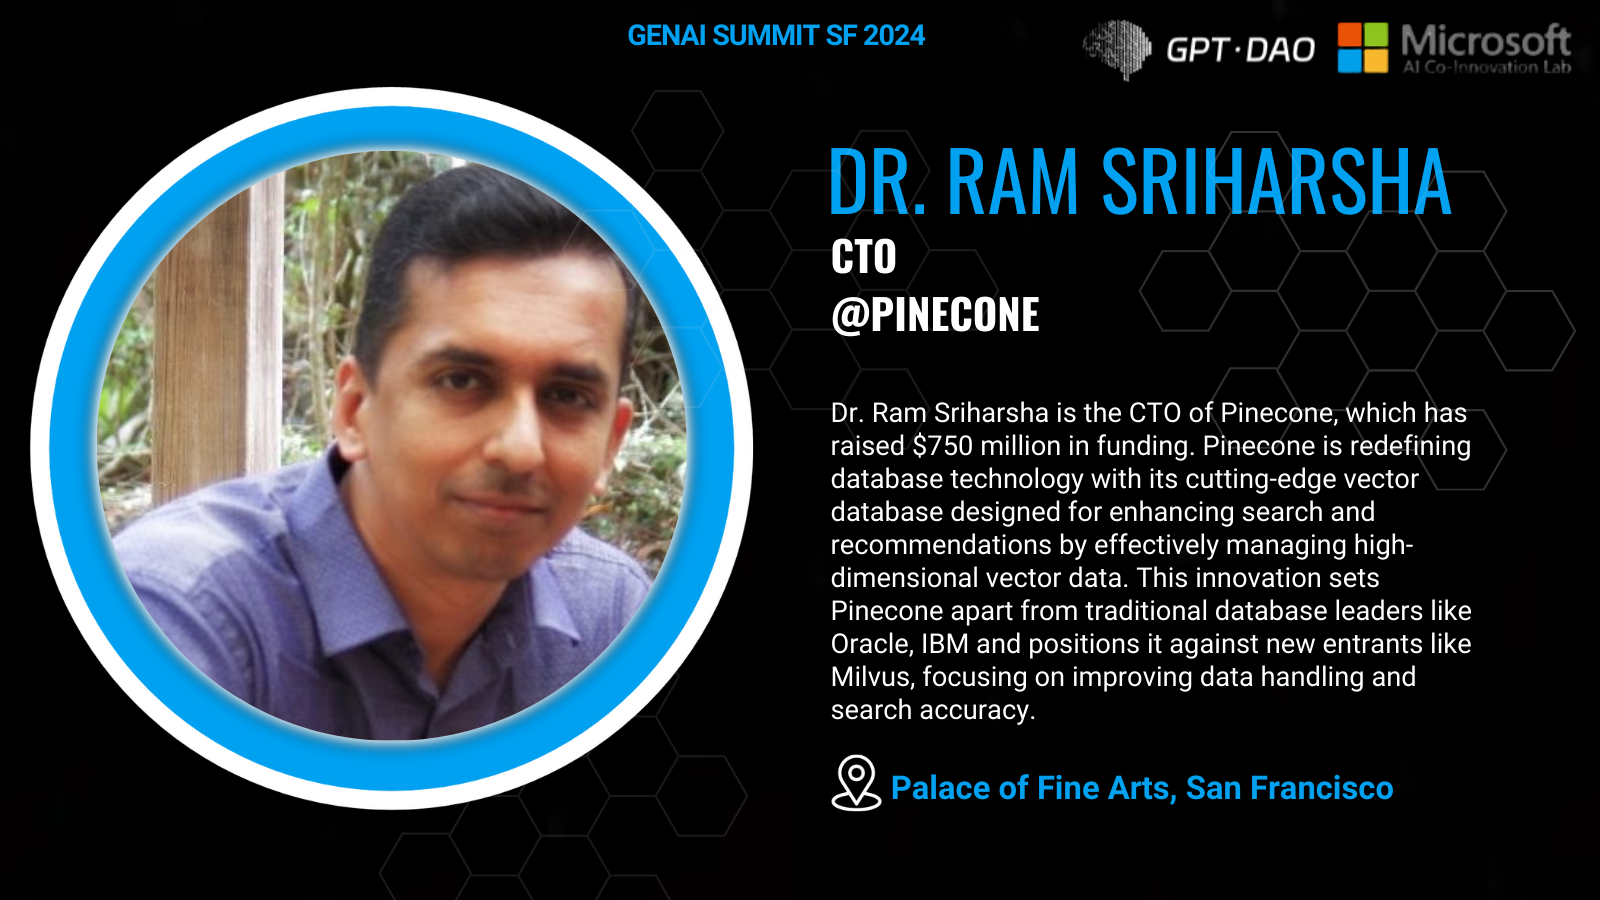 GENAI SUMMIT SF 2024
GPT·DAO
Microsoft
AI Co-Innovation Lab
DR. RAM SRIHARSHA
CTO
@PINECONE
Dr. Ram Sriharsha is the CTO of Pinecone, which has
raised $750 million in funding. Pinecone is redefining
database technology with its cutting-edge vector
database designed for enhancing search and
recommendations by effectively managing high-
dimensional vector data. This innovation sets
Pinecone apart from traditional database leaders like
Oracle, IBM and positions it against new entrants like
Milvus, focusing on improving data handling and
search accuracy.
Palace of Fine Arts, San Francisco